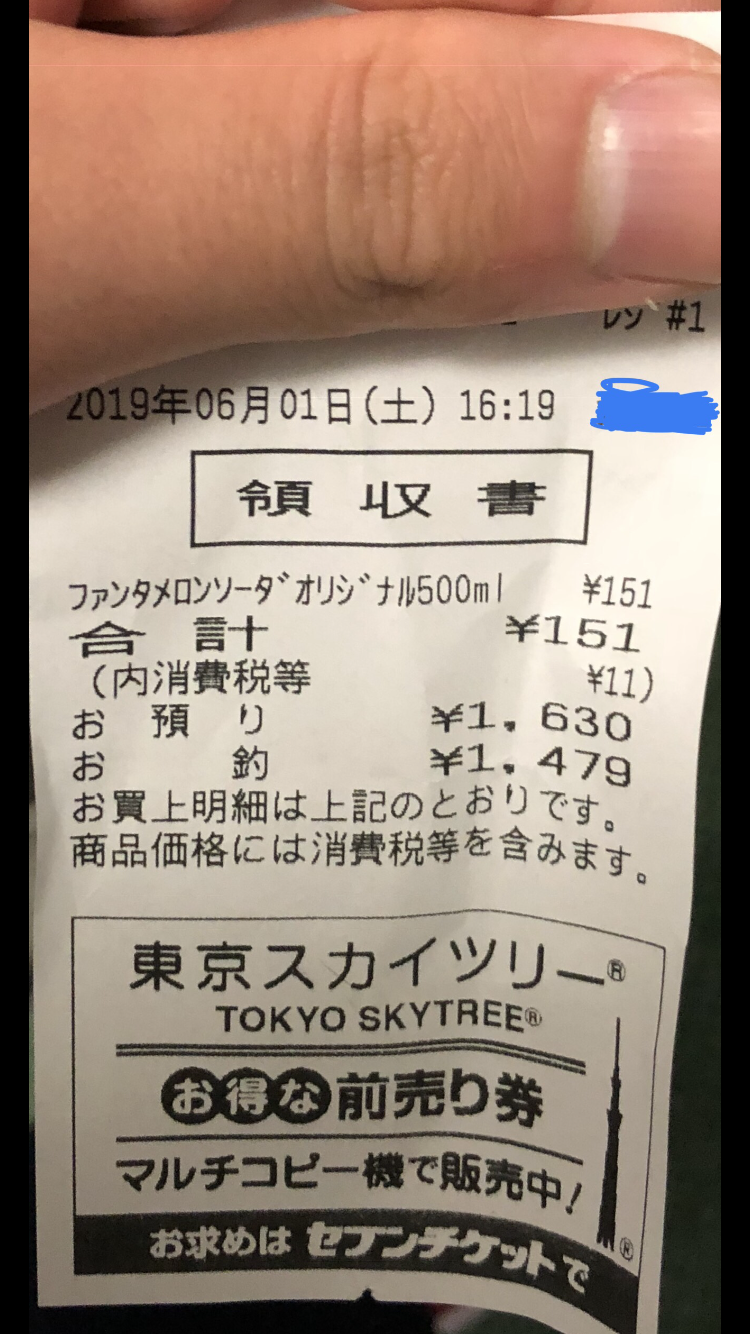 レジ #1
2019年06月01日(土) 16:19
領収書
ファンタメロンソーダオリジナル500ml ¥151
合計 ¥151
(内消費税等 ¥11)
お預り ¥1,630
お釣 ¥1,479
お買上明細は上記のとおりです。
商品価格には消費税等を含みます。
東京スカイツリー®
TOKYO SKYTREE®
お得な前売り券
マルチコピー機で販売中!
®
お求めは セブンチケットで